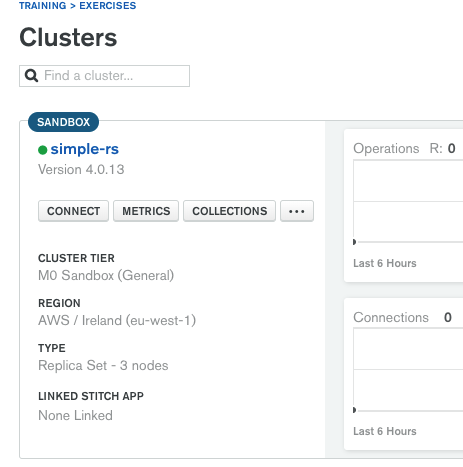 TRAINING > EXERCISES
Clusters
Find a cluster...
SANDBOX
simple-rs
Version 4.0.13
CONNECT METRICS COLLECTIONS ...
CLUSTER TIER
M0 Sandbox (General)
REGION
AWS / Ireland (eu-west-1)
TYPE
Replica Set - 3 nodes
LINKED STITCH APP
None Linked
Operations R: 0
Last 6 Hours
Connections 0
Last 6 Hours